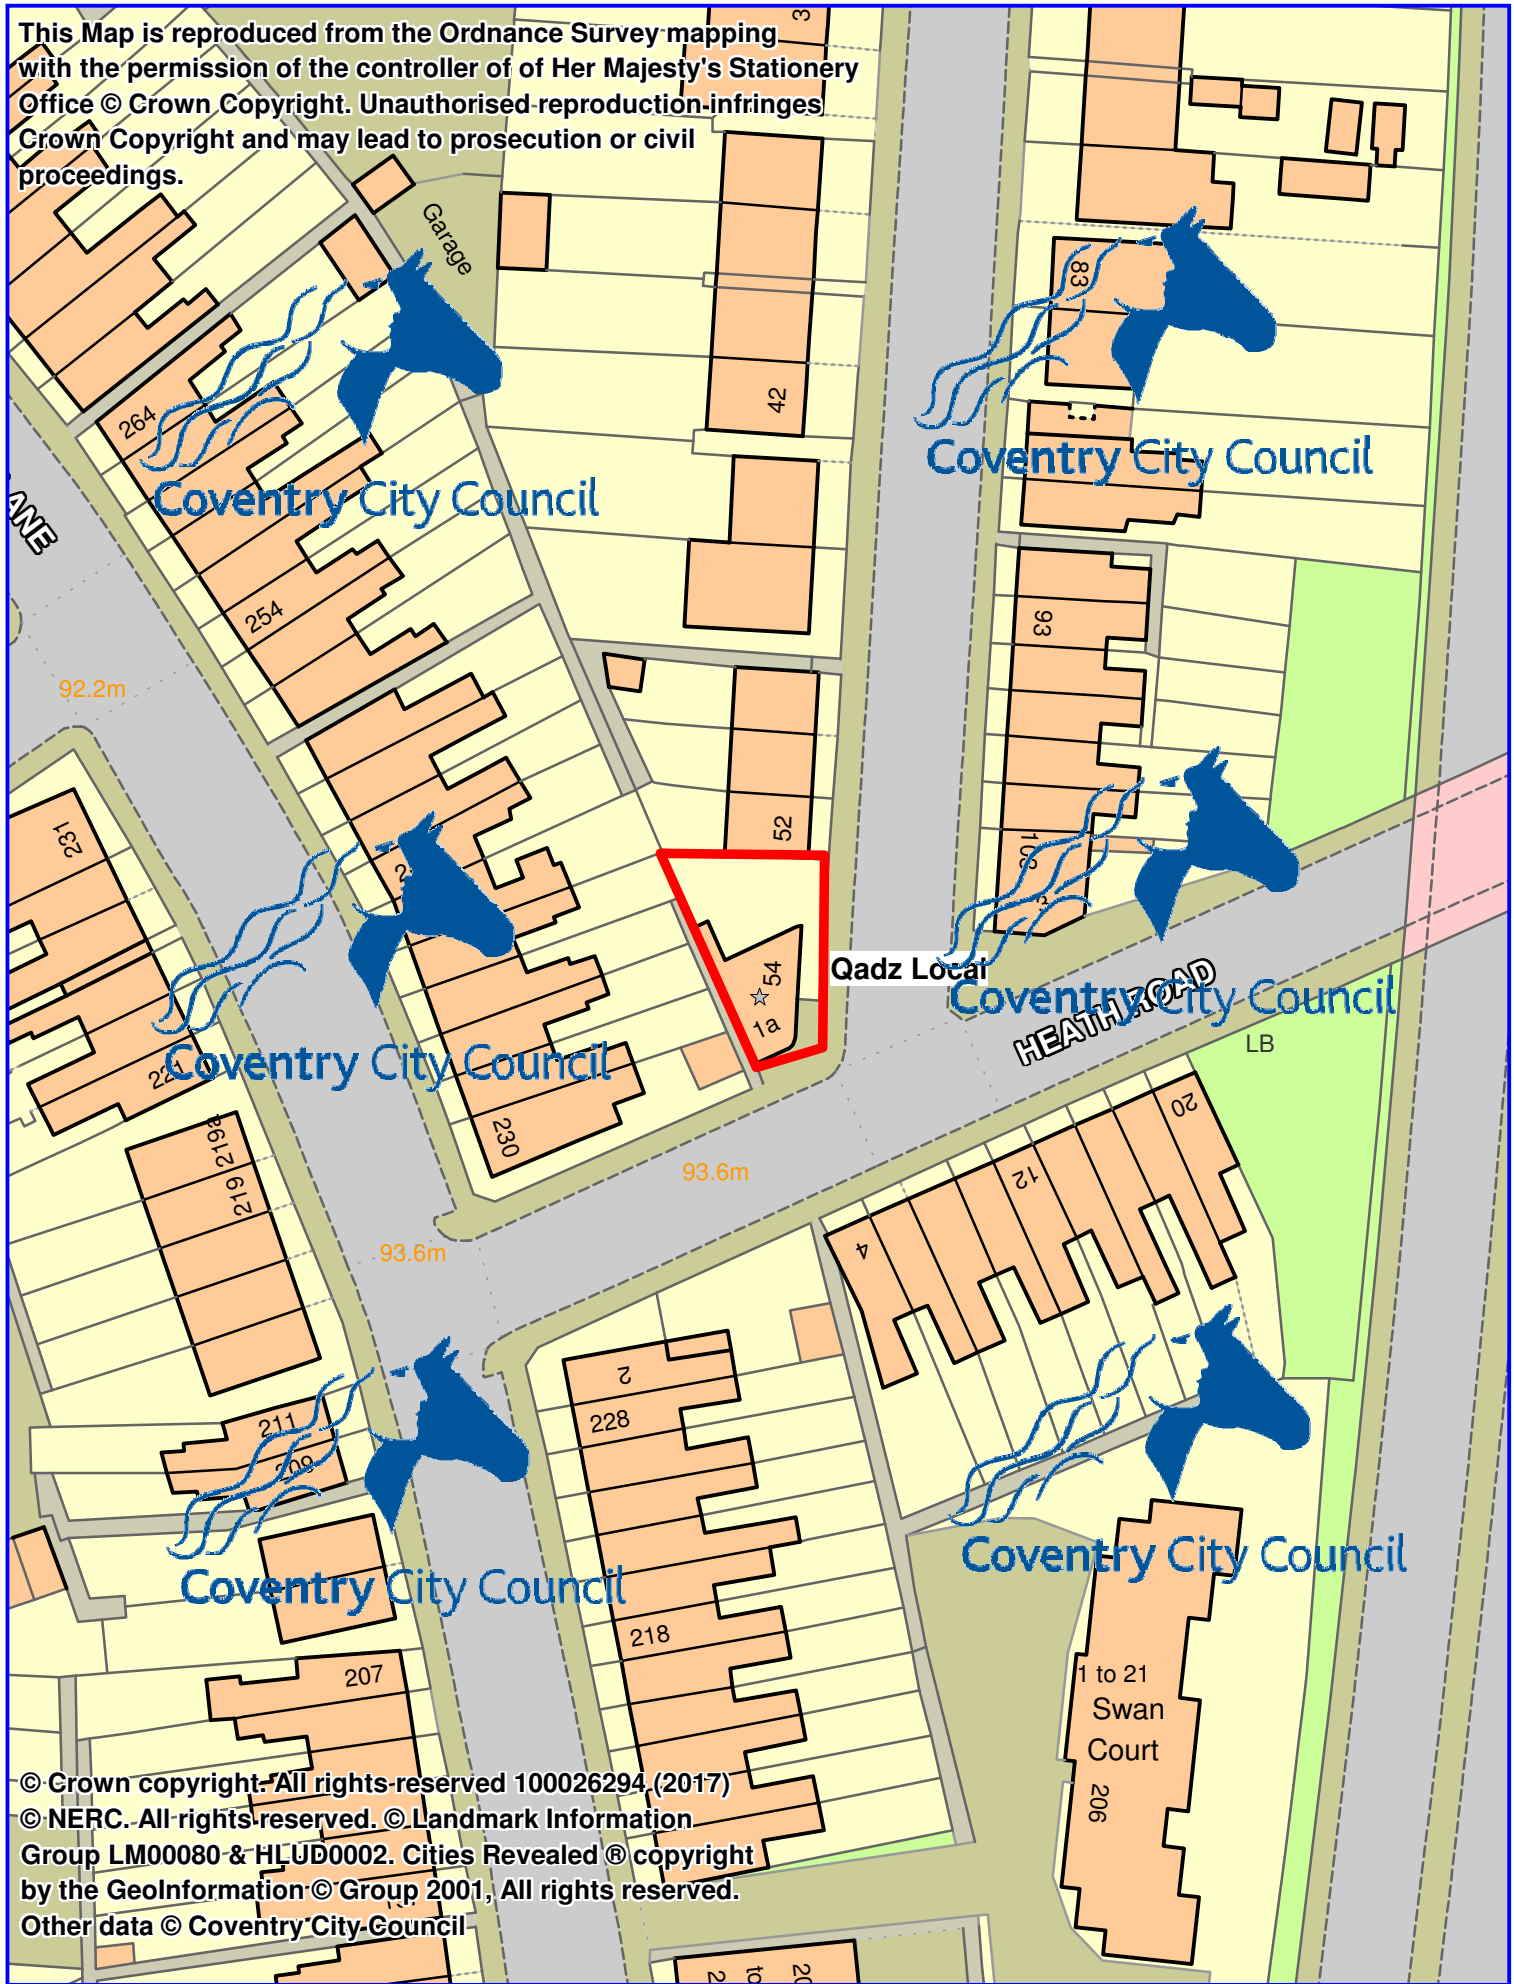 This Map is reproduced from the Ordnance Survey mapping
with the permission of the controller of of Her Majesty's Stationery
Office © Crown Copyright. Unauthorised reproduction infringes
Crown Copyright and may lead to prosecution or civil
proceedings.
3
Garage
83
264
42
Coventry City Council
Coventry City Council
ANE
254
93
92.2m
231
52
54
Qadz Local
1a
Coventry City Council
HEATH ROAD
LB
Coventry City Council
221
20
219a
230
93.6m
12
219
4
93.6m
2
228
211
209
Coventry City Council
Coventry City Council
218
207
1 to 21
Swan
Court
206
© Crown copyright. All rights reserved 100026294 (2017)
© NERC. All rights reserved. © Landmark Information
Group LM00080 & HLUD0002. Cities Revealed ® copyright
by the GeoInformation © Group 2001, All rights reserved.
Other data © Coventry City Council
to